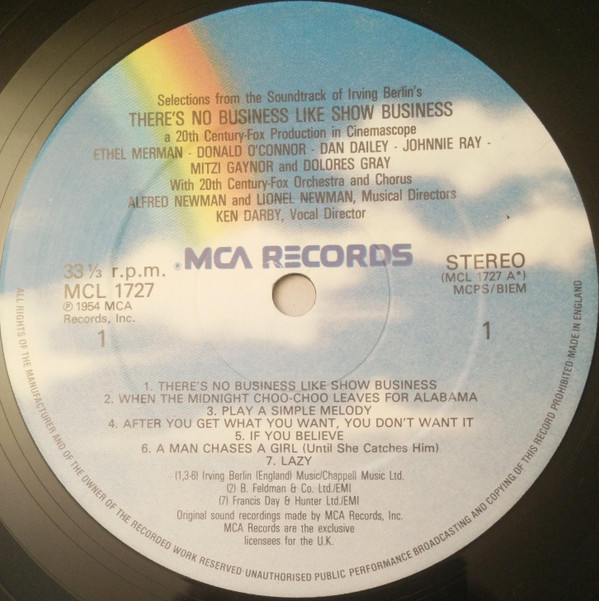 Selections from the Soundtrack of Irving Berlin's
THERE'S NO BUSINESS LIKE SHOW BUSINESS
a 20th Century-Fox Production in Cinemascope
ETHEL MERMAN - DONALD O'CONNOR - DAN DAILEY - JOHNNIE RAY -
MITZI GAYNOR and DOLORES GRAY
With 20th Century-Fox Orchestra and Chorus
ALFRED NEWMAN and LIONEL NEWMAN, Musical Directors
KEN DARBY, Vocal Director
MCA RECORDS
33⅓ r.p.m.
MCL 1727
℗ 1954 MCA
Records, Inc.
1
STEREO
(MCL 1727 A*)
MCPS/BIEM
1
1. THERE'S NO BUSINESS LIKE SHOW BUSINESS
2. WHEN THE MIDNIGHT CHOO-CHOO LEAVES FOR ALABAMA
3. PLAY A SIMPLE MELODY
4. AFTER YOU GET WHAT YOU WANT, YOU DON'T WANT IT
5. IF YOU BELIEVE
6. A MAN CHASES A GIRL (Until She Catches Him)
7. LAZY
(1,3-6) Irving Berlin (England) Music/Chappell Music Ltd.
(2) B. Feldman & Co. Ltd./EMI
(7) Francis Day & Hunter Ltd./EMI
Original sound recordings made by MCA Records, Inc.
MCA Records are the exclusive
licensees for the U.K.
ALL RIGHTS OF THE MANUFACTURER AND OF THE OWNER OF THE RECORDED WORK RESERVED·UNAUTHORISED PUBLIC PERFORMANCE BROADCASTING AND COPYING OF THIS RECORD PROHIBITED·MADE IN ENGLAND